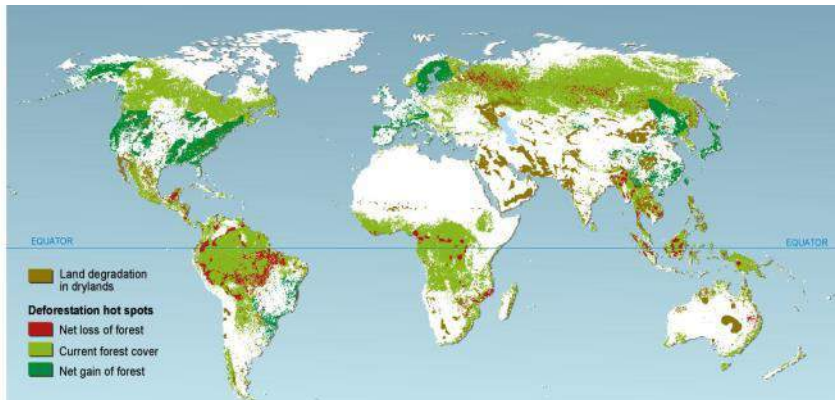 EQUATOR
EQUATOR
Land degradation
in drylands
Deforestation hot spots
Net loss of forest
Current forest cover
Net gain of forest